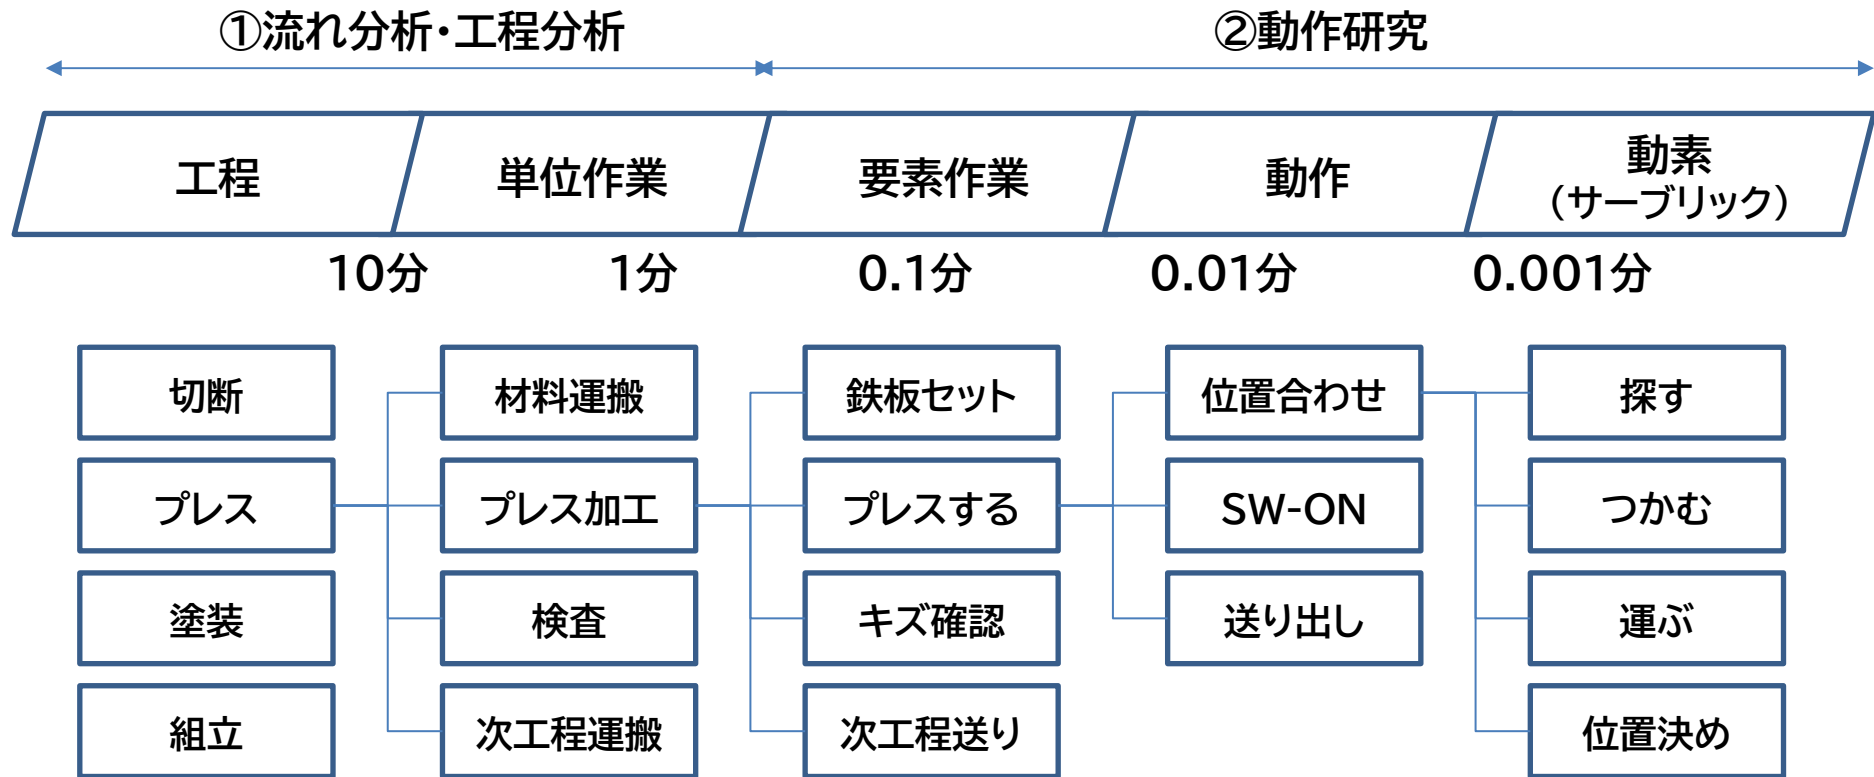 ①流れ分析・工程分析
②動作研究
工程
単位作業
要素作業
動作
動素
（サーブリック）
10分
1分
0.1分
0.01分
0.001分
切断
材料運搬
鉄板セット
位置合わせ
探す
プレス
プレス加工
プレスする
SW-ON
つかむ
塗装
検査
キズ確認
送り出し
運ぶ
組立
次工程運搬
次工程送り
位置決め